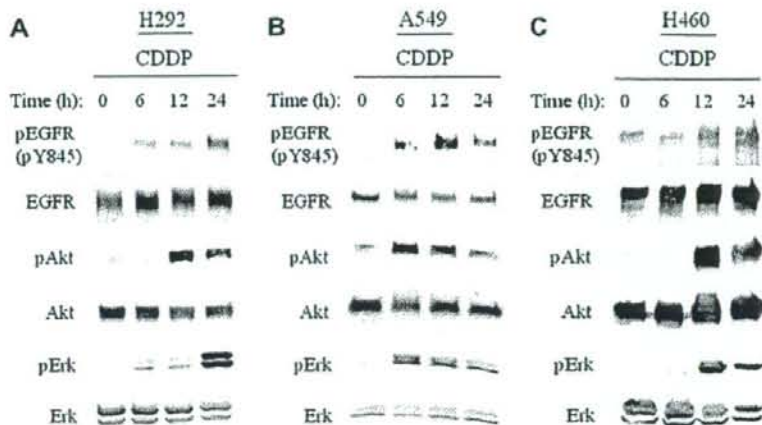 A H292 B A549 C H460
CDDP CDDP CDDP
Time (h): 0 6 12 24 Time (h): 0 6 12 24 Time (h): 0 6 12 24
pEGFR (pY845) pEGFR (pY845) pEGFR (pY845)
EGFR EGFR EGFR
pAkt pAkt pAkt
Akt Akt Akt
pErk pErk pErk
Erk Erk Erk